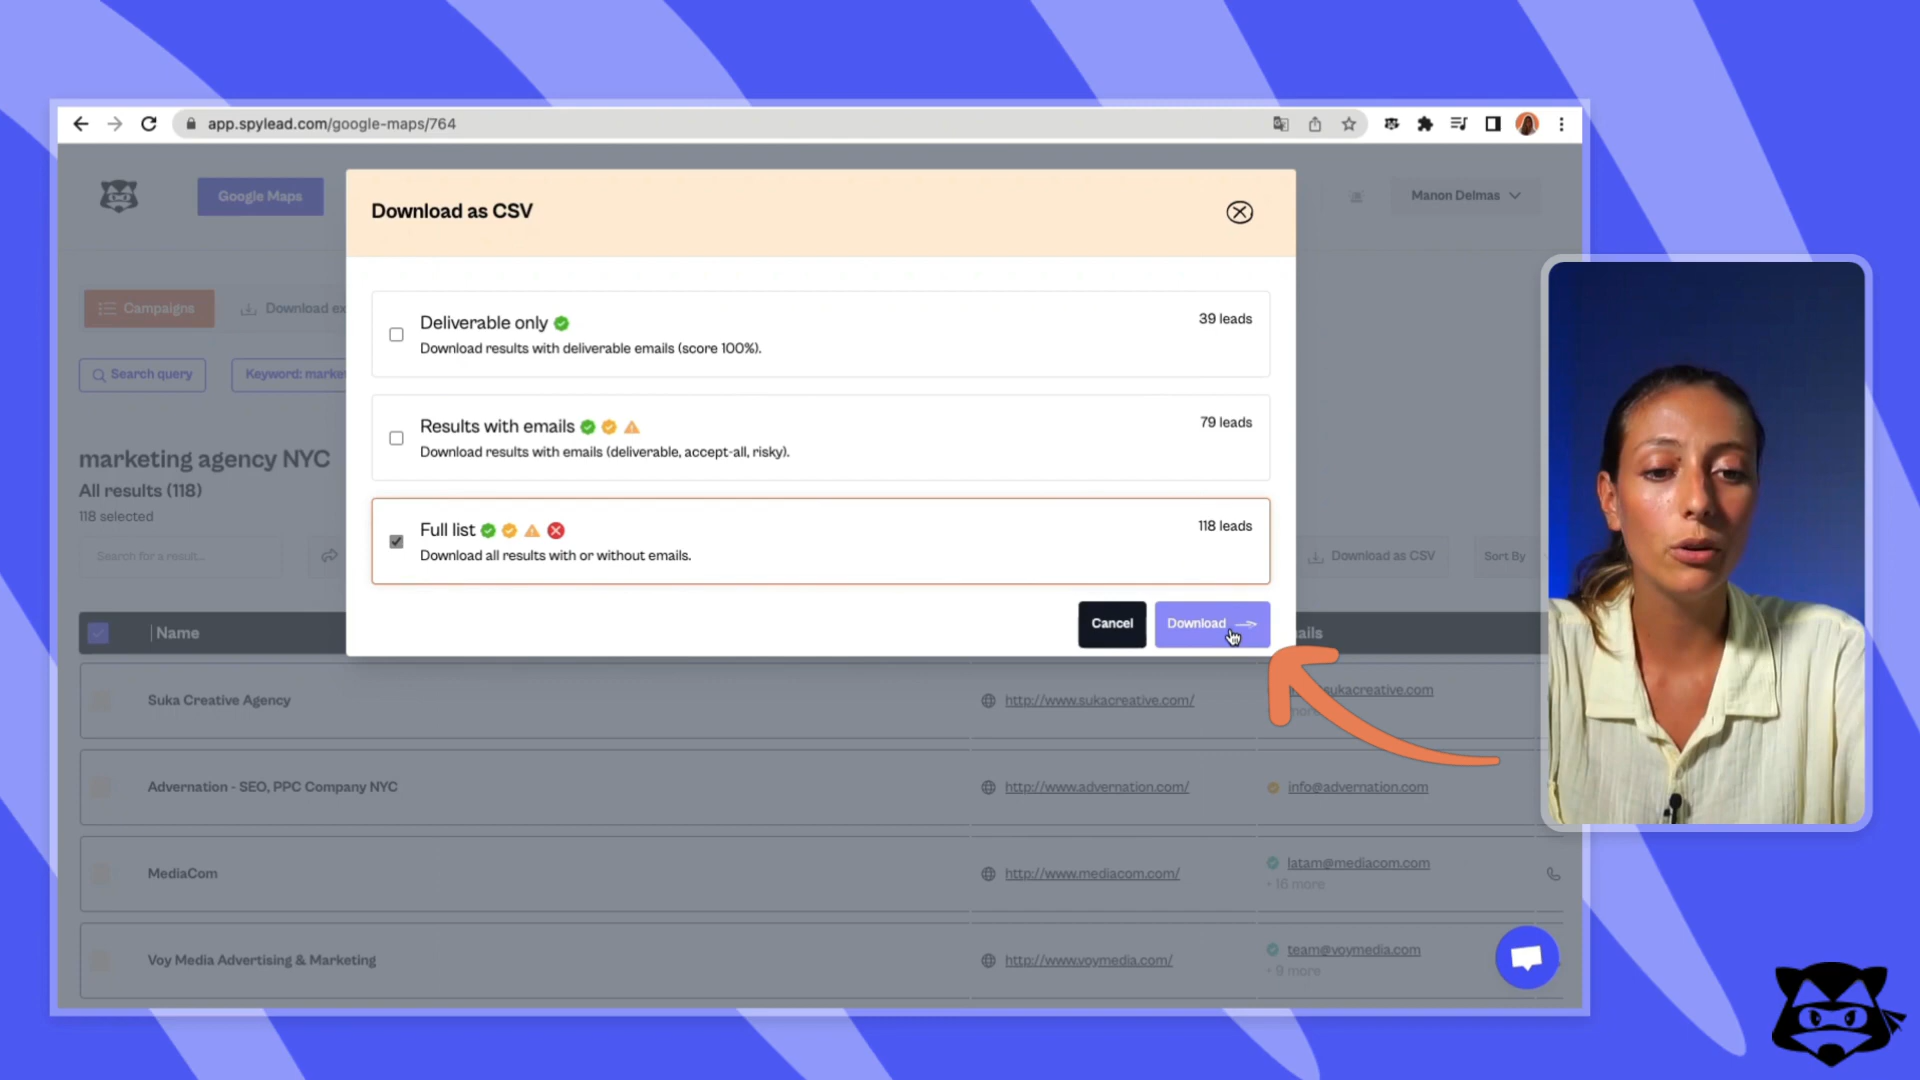 app.spylead.com/google-maps/764
Google Maps
Download as CSV
Manon Delmas
Campaigns
Download ex
Deliverable only
39 leads
Download results with deliverable emails (score 100%).
Search query
Keyword: marke
Results with emails
79 leads
Download results with emails (deliverable, accept-all, risky).
marketing agency NYC
All results (118)
118 selected
Full list
118 leads
Download all results with or without emails.
Search for a result...
Download as CSV
Sort By
Cancel
Download
Name
ails
Suka Creative Agency
http://www.sukacreative.com/
sukacreative.com
more
Advernation - SEO, PPC Company NYC
http://www.advernation.com/
info@advernation.com
MediaCom
http://www.mediacom.com/
latam@mediacom.com
• 16 more
Voy Media Advertising & Marketing
http://www.voymedia.com/
team@voymedia.com
• 9 more